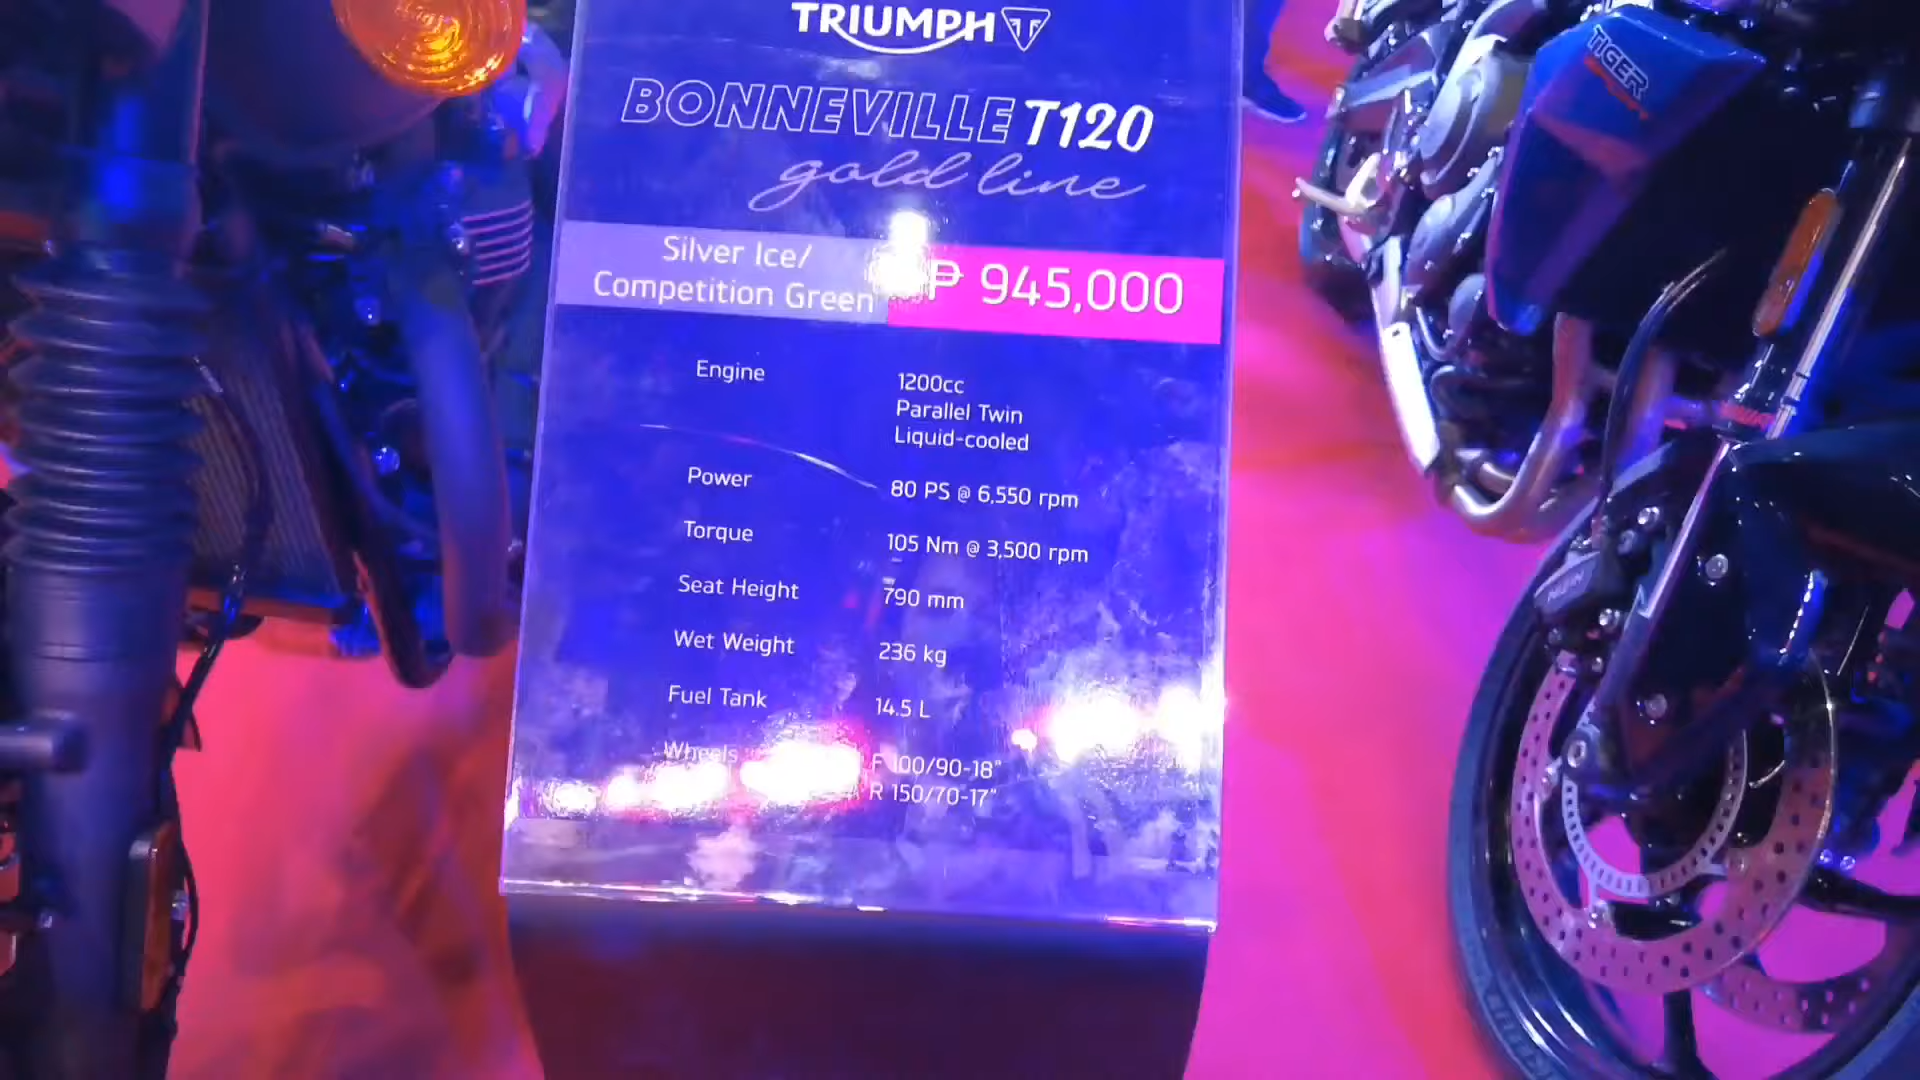 TRIUMPH
BONNEVILLE T120
gold line
Silver Ice/
Competition Green
₱ 945,000
Engine 1200cc
Parallel Twin
Liquid-cooled
Power 80 PS @ 6,550 rpm
Torque 105 Nm @ 3,500 rpm
Seat Height 790 mm
Wet Weight 236 kg
Fuel Tank 14.5 L
Wheels F 100/90-18"
R 150/70-17"
TIGER